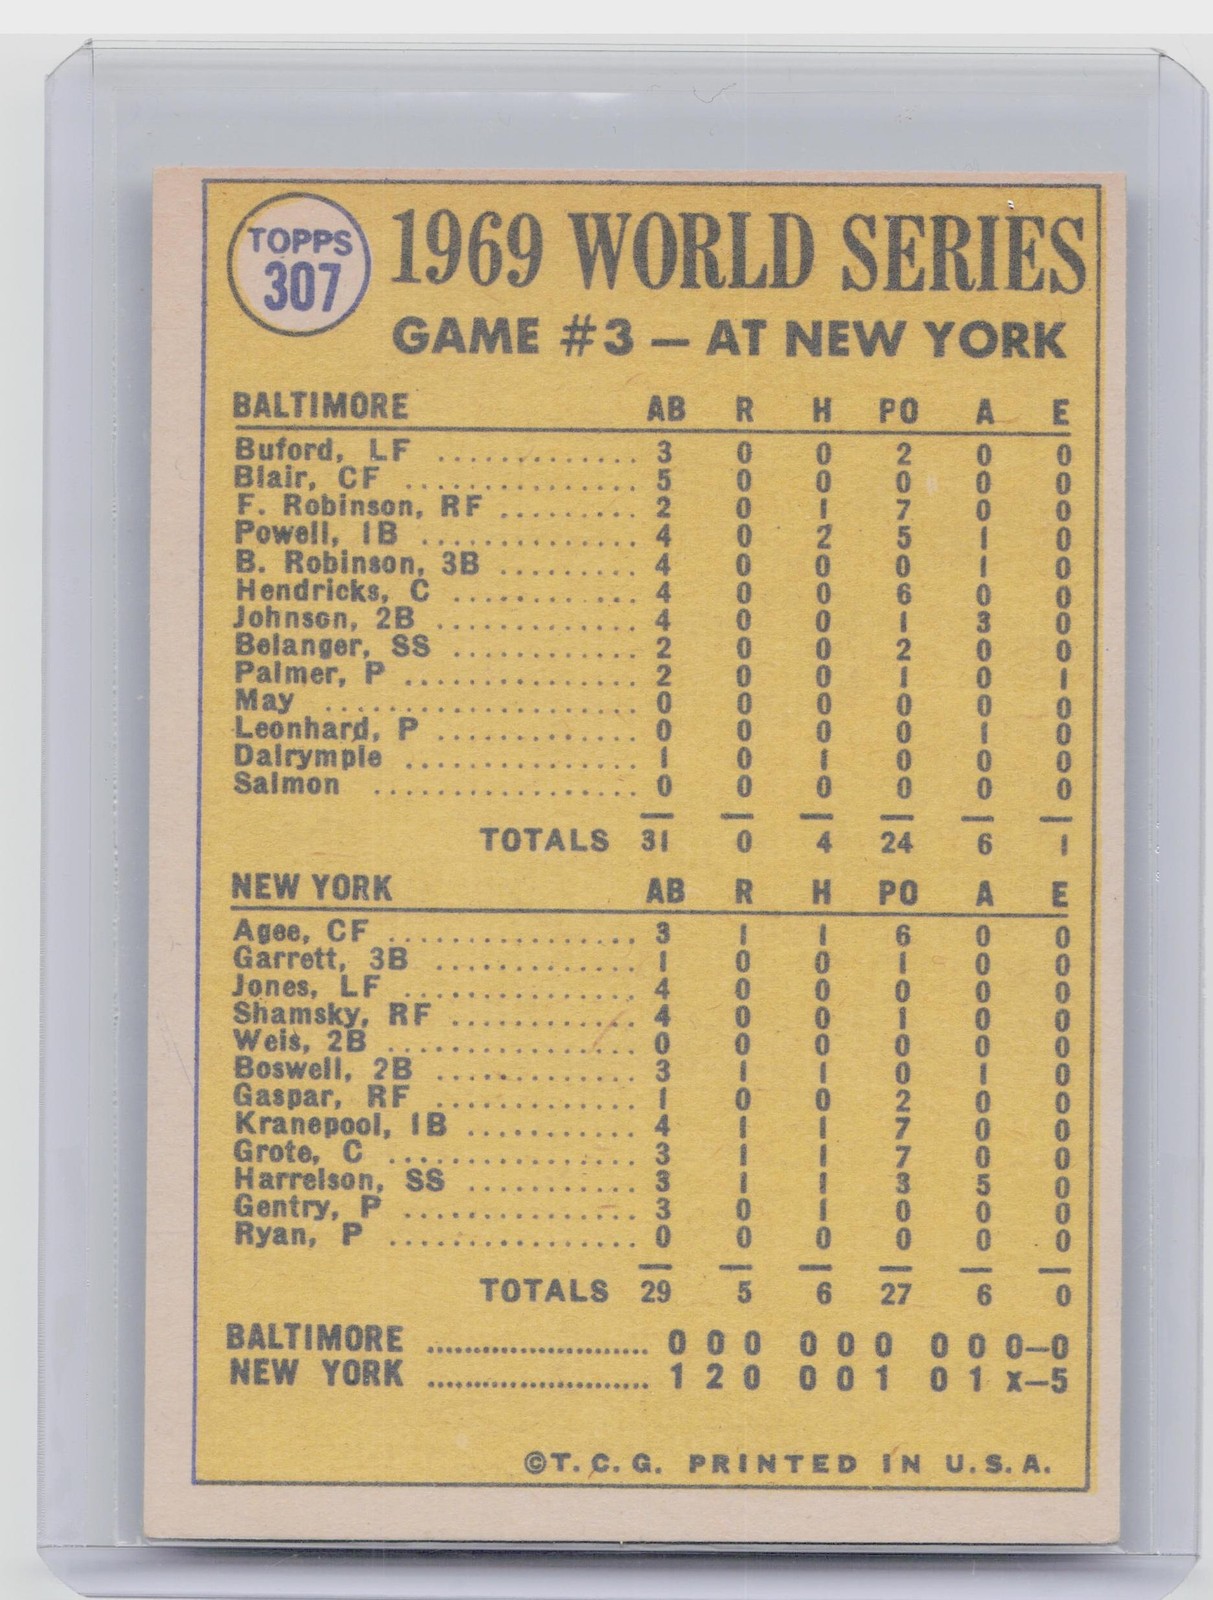 TOPPS
307
1969 WORLD SERIES
GAME #3 — AT NEW YORK
BALTIMORE AB R H PO A E
Buford, LF ............. 3 0 0 2 0 0
Blair, CF ............... 5 0 0 0 0 0
F. Robinson, RF ......... 2 0 1 7 0 0
Powell, 1B .............. 4 0 2 5 1 0
B. Robinson, 3B ......... 4 0 0 0 1 0
Hendricks, C ............ 4 0 0 6 0 0
Johnson, 2B ............. 4 0 0 1 3 0
Belanger, SS ............ 2 0 0 2 0 0
Palmer, P ............... 2 0 0 1 0 1
May .................... 0 0 0 0 0 0
Leonhard, P ............. 0 0 0 0 1 0
Dalrymple ............... 1 0 1 0 0 0
Salmon ................. 0 0 0 0 0 0
TOTALS 31 0 4 24 6 1
NEW YORK AB R H PO A E
Agee, CF ................ 3 1 1 6 0 0
Garrett, 3B ............. 1 0 0 1 0 0
Jones, LF ............... 4 0 0 0 0 0
Shamsky, RF ............ 4 0 0 1 0 0
Weis, 2B ................ 0 0 0 0 0 0
Boswell, 2B ............. 3 1 1 0 1 0
Gaspar, RF ............. 1 0 0 2 0 0
Kranepool, 1B ........... 4 1 1 7 0 0
Grote, C ................ 3 1 1 7 0 0
Harrelson, SS ........... 3 1 1 3 5 0
Gentry, P ............... 3 0 1 0 0 0
Ryan, P ................ 0 0 0 0 0 0
TOTALS 29 5 6 27 6 0
BALTIMORE ........................ 0 0 0 0 0 0 0 0 0—0
NEW YORK ........................ 1 2 0 0 0 1 0 1 x—5
©T. C. G. PRINTED IN U. S. A.